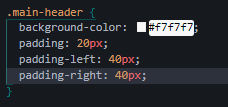 .main-header {
background-color: #f7f7f7;
padding: 20px;
padding-left: 40px;
padding-right: 40px;
}